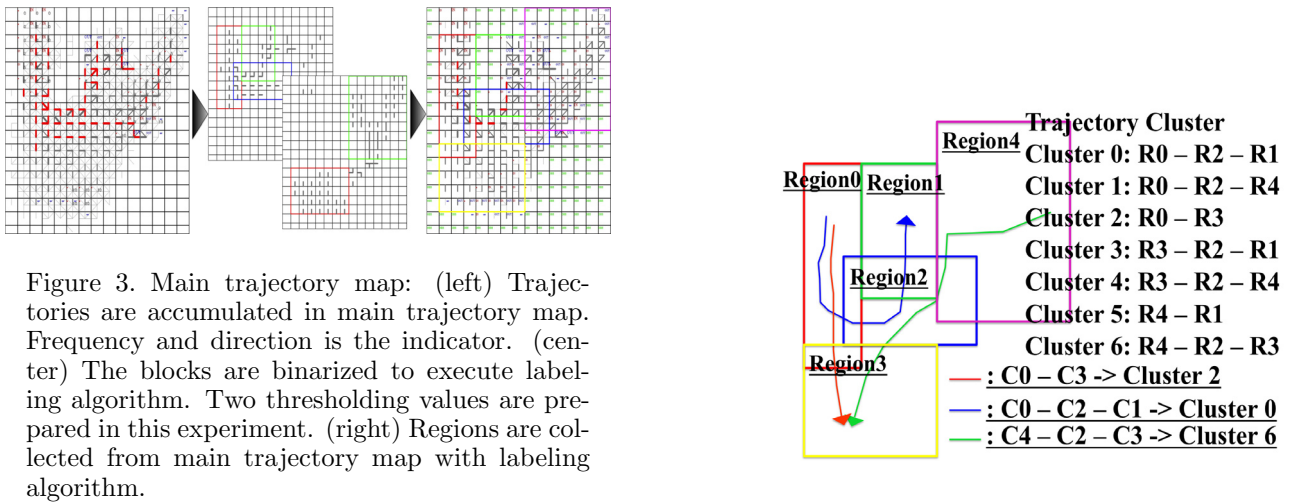 Figure 3. Main trajectory map: (left) Trajec-
tories are accumulated in main trajectory map.
Frequency and direction is the indicator. (cen-
ter) The blocks are binarized to execute label-
ing algorithm. Two thresholding values are pre-
pared in this experiment. (right) Regions are col-
lected from main trajectory map with labeling
algorithm.
Region0
Region1
Region4
Region2
Region3
Trajectory Cluster
Cluster 0: R0 – R2 – R1
Cluster 1: R0 – R2 – R4
Cluster 2: R0 – R3
Cluster 3: R3 – R2 – R1
Cluster 4: R3 – R2 – R4
Cluster 5: R4 – R1
Cluster 6: R4 – R2 – R3
: C0 – C3 -> Cluster 2
: C0 – C2 – C1 -> Cluster 0
: C4 – C2 – C3 -> Cluster 6